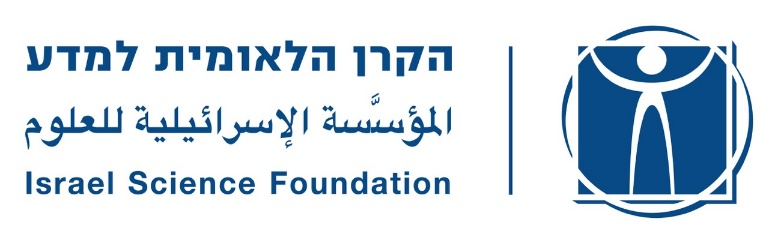 הקרן הלאומית למדע
المؤسَّسة الإسرائيلية للعلوم
Israel Science Foundation